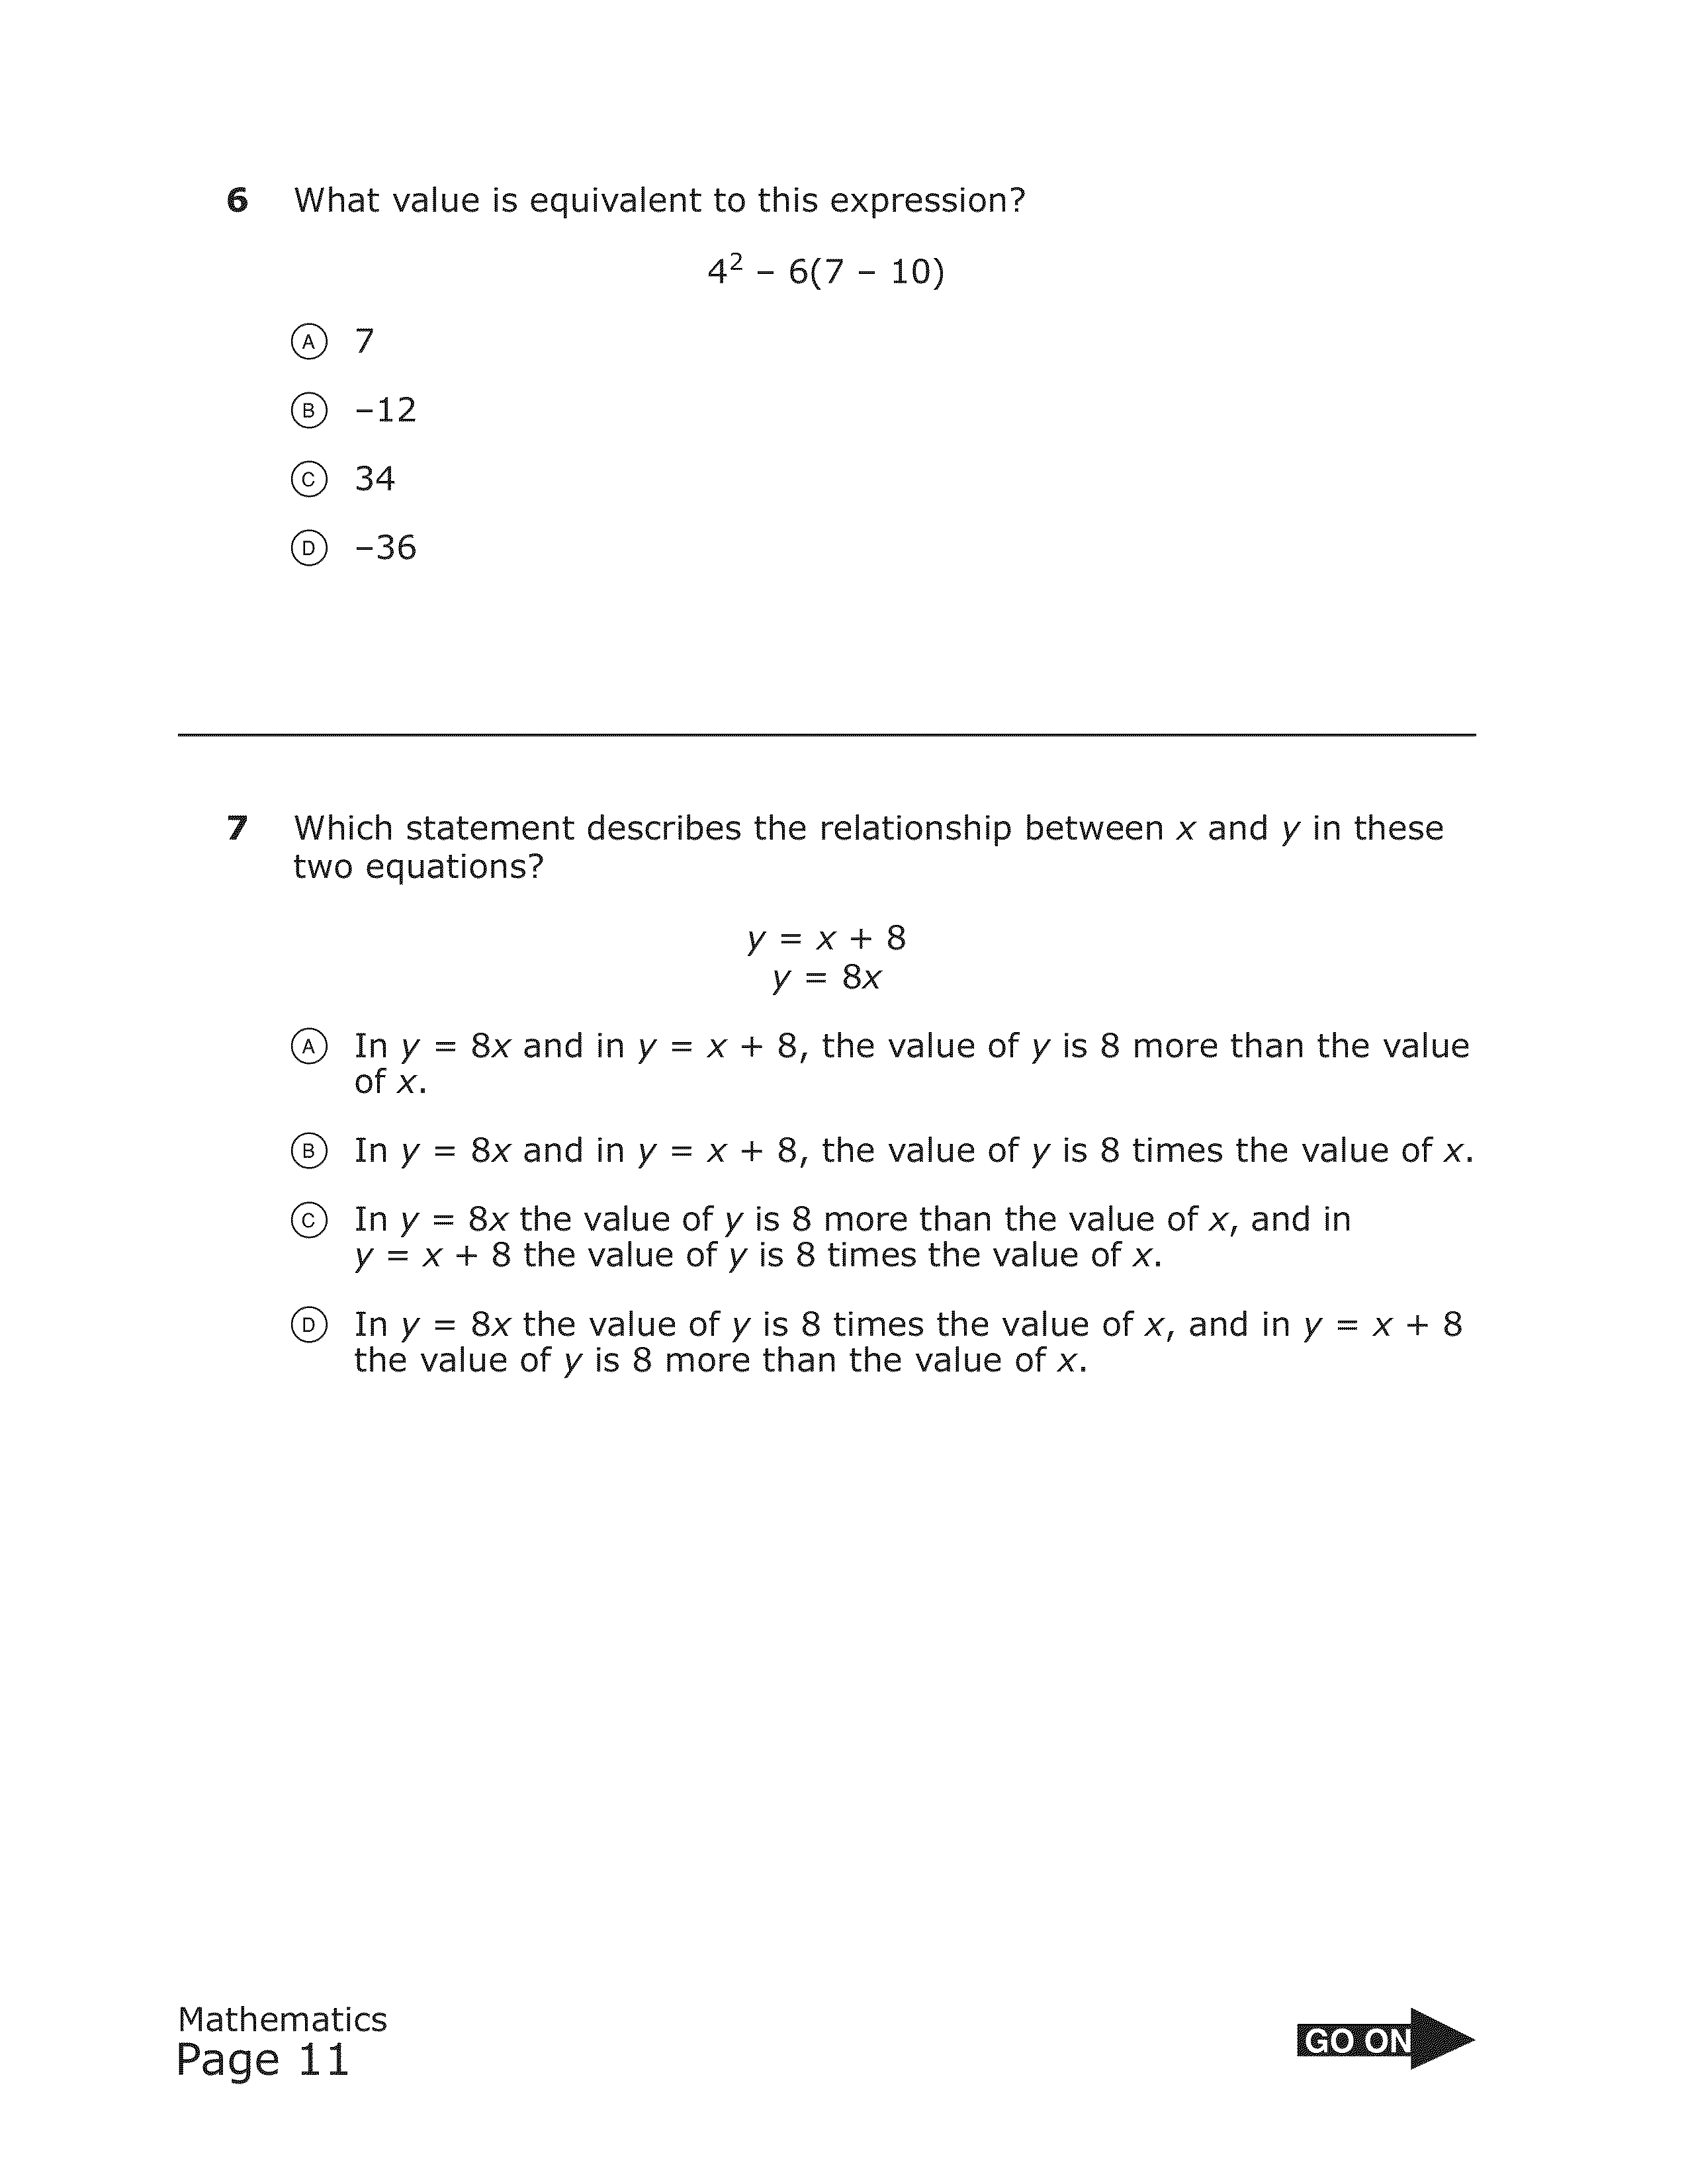 6 What value is equivalent to this expression?
4² – 6(7 – 10)
A 7
B –12
C 34
D –36
7 Which statement describes the relationship between x and y in these
two equations?
y = x + 8
y = 8x
A In y = 8x and in y = x + 8, the value of y is 8 more than the value
of x.
B In y = 8x and in y = x + 8, the value of y is 8 times the value of x.
C In y = 8x the value of y is 8 more than the value of x, and in
y = x + 8 the value of y is 8 times the value of x.
D In y = 8x the value of y is 8 times the value of x, and in y = x + 8
the value of y is 8 more than the value of x.
Mathematics
Page 11
GO ON